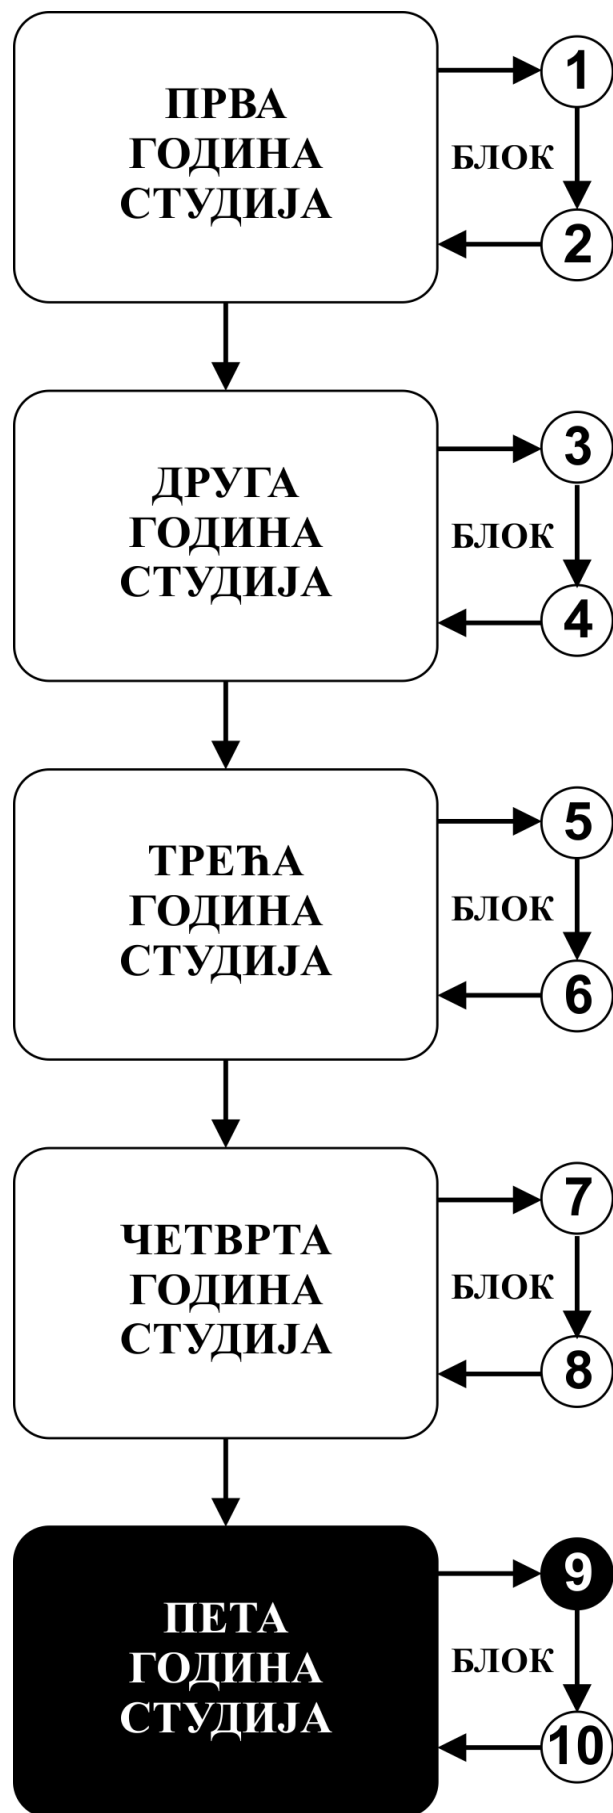 ПРВА
ГОДИНА
СТУДИЈА
1
БЛОК
2
ДРУГА
ГОДИНА
СТУДИЈА
3
БЛОК
4
ТРЕЋА
ГОДИНА
СТУДИЈА
5
БЛОК
6
ЧЕТВРТА
ГОДИНА
СТУДИЈА
7
БЛОК
8
ПЕТА
ГОДИНА
СТУДИЈА
9
БЛОК
10